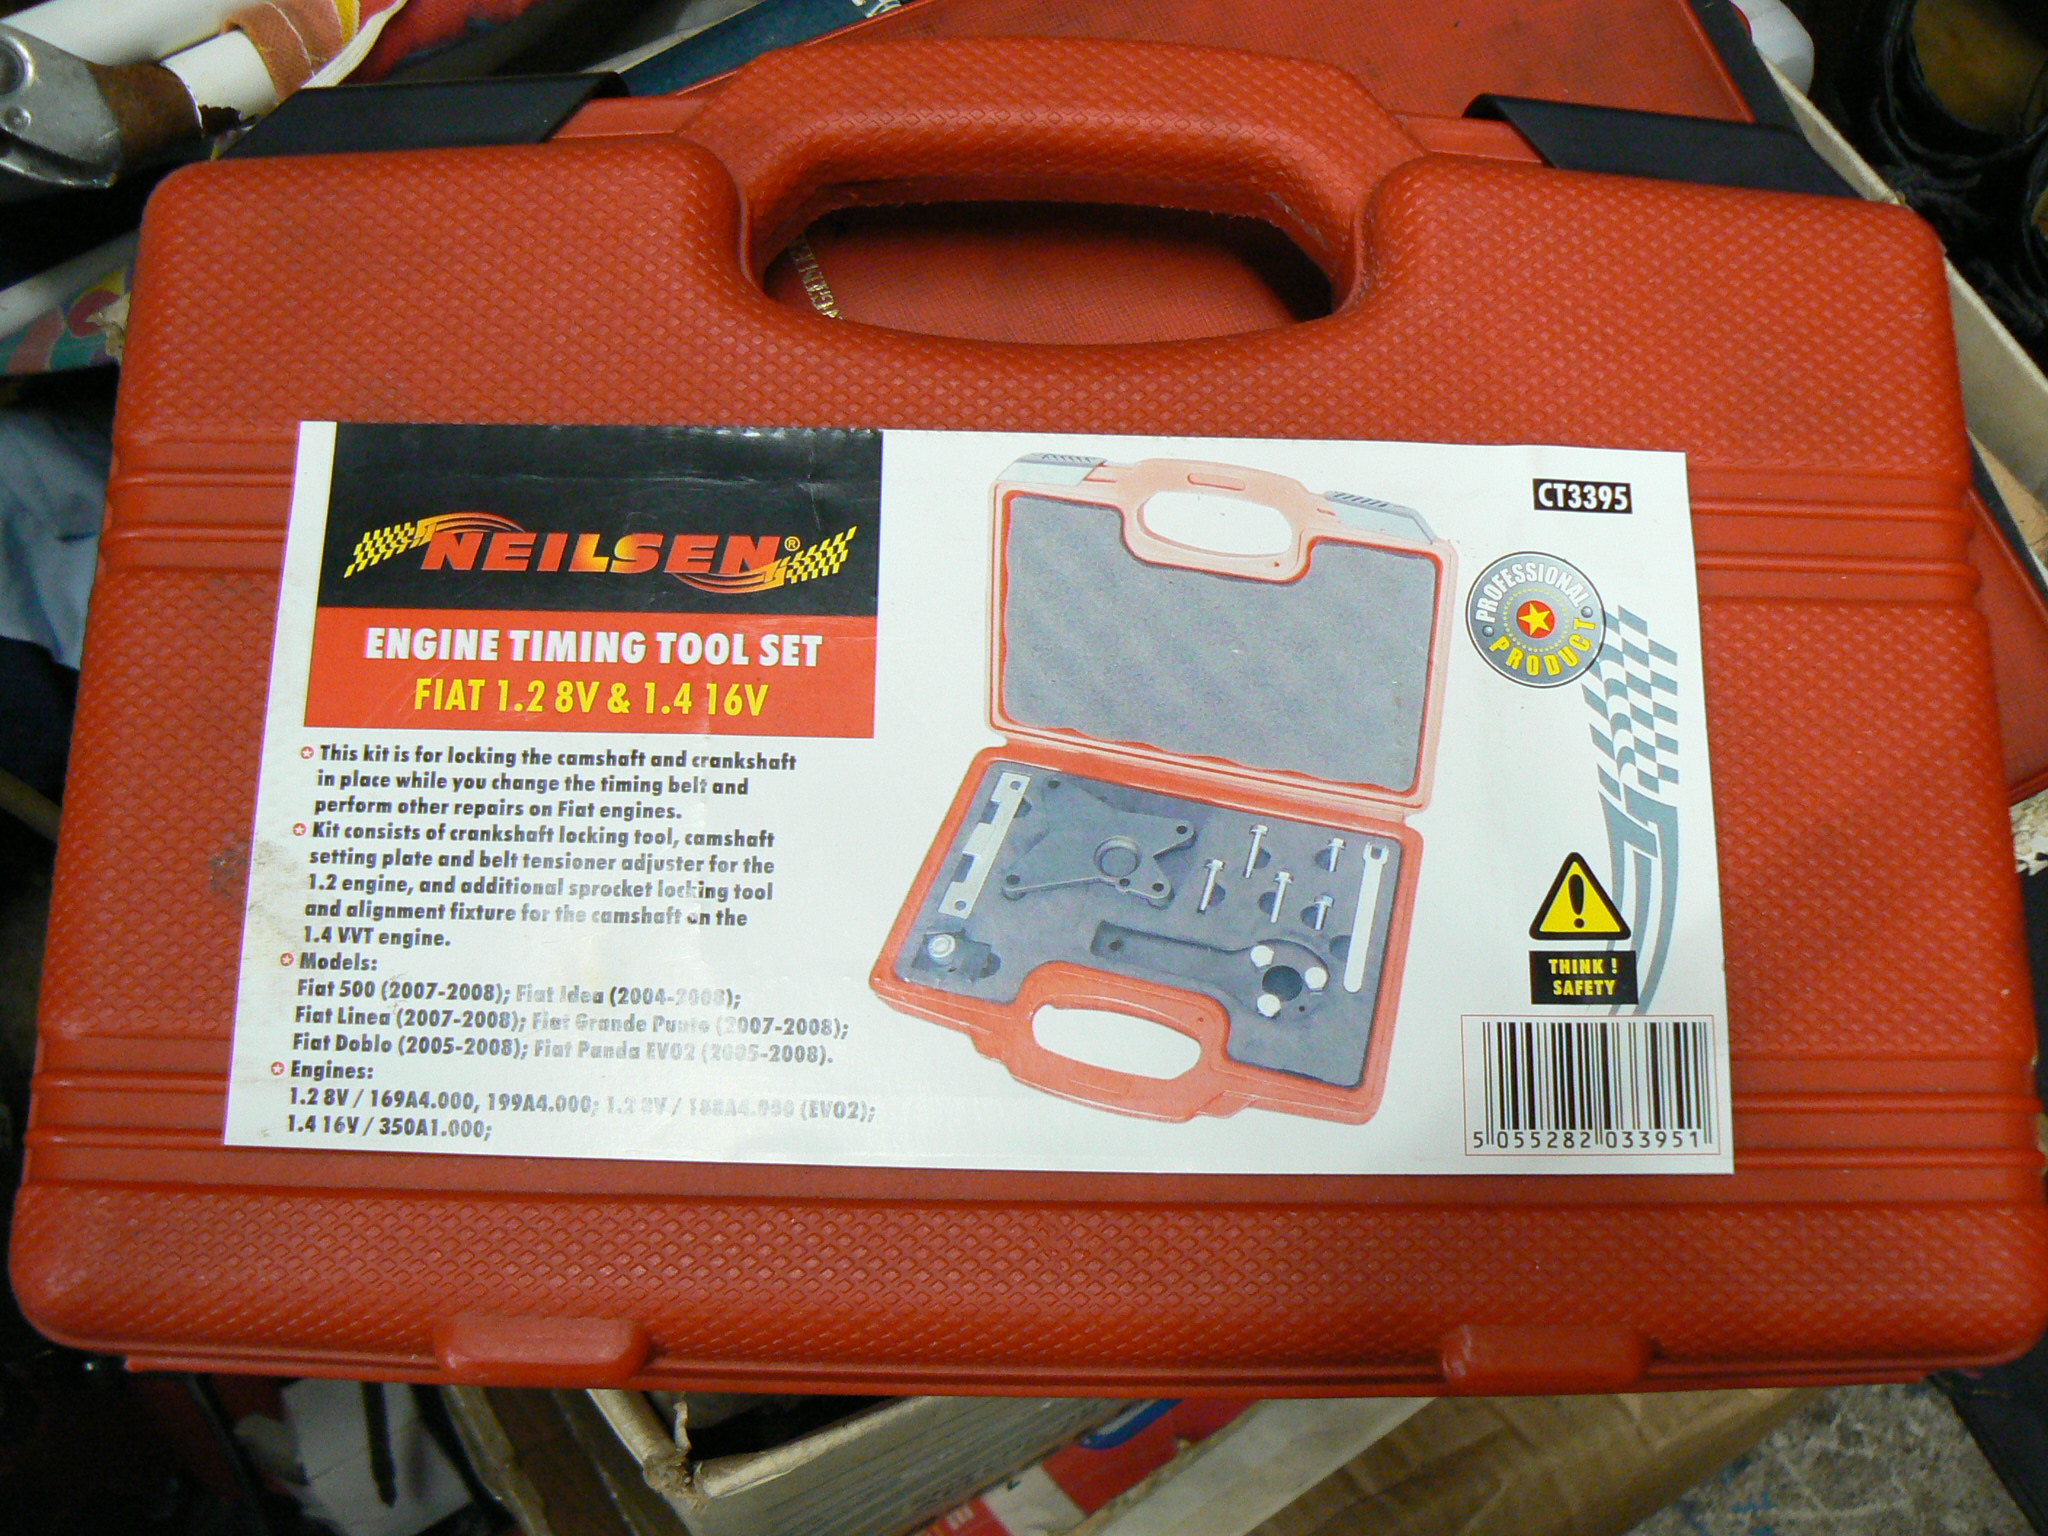 NEILSEN®
ENGINE TIMING TOOL SET
FIAT 1.2 8V & 1.4 16V
This kit is for locking the camshaft and crankshaft
in place while you change the timing belt and
perform other repairs on Fiat engines.
Kit consists of crankshaft locking tool, camshaft
setting plate and belt tensioner adjuster for the
1.2 engine, and additional sprocket locking tool
and alignment fixture for the camshaft on the
1.4 VVT engine.
Models:
Fiat 500 (2007-2008); Fiat Idea (2004-2008);
Fiat Linea (2007-2008); Fiat Grande Punto (2007-2008);
Fiat Doblo (2005-2008); Fiat Panda EVO2 (2005-2008).
Engines:
1.2 8V / 169A4.000, 199A4.000; 1.2 8V / 188A4.000 (EVO2);
1.4 16V / 350A1.000;
CT3395
PROFESSIONAL
PRODUCT
THINK !
SAFETY
5 055282 033951